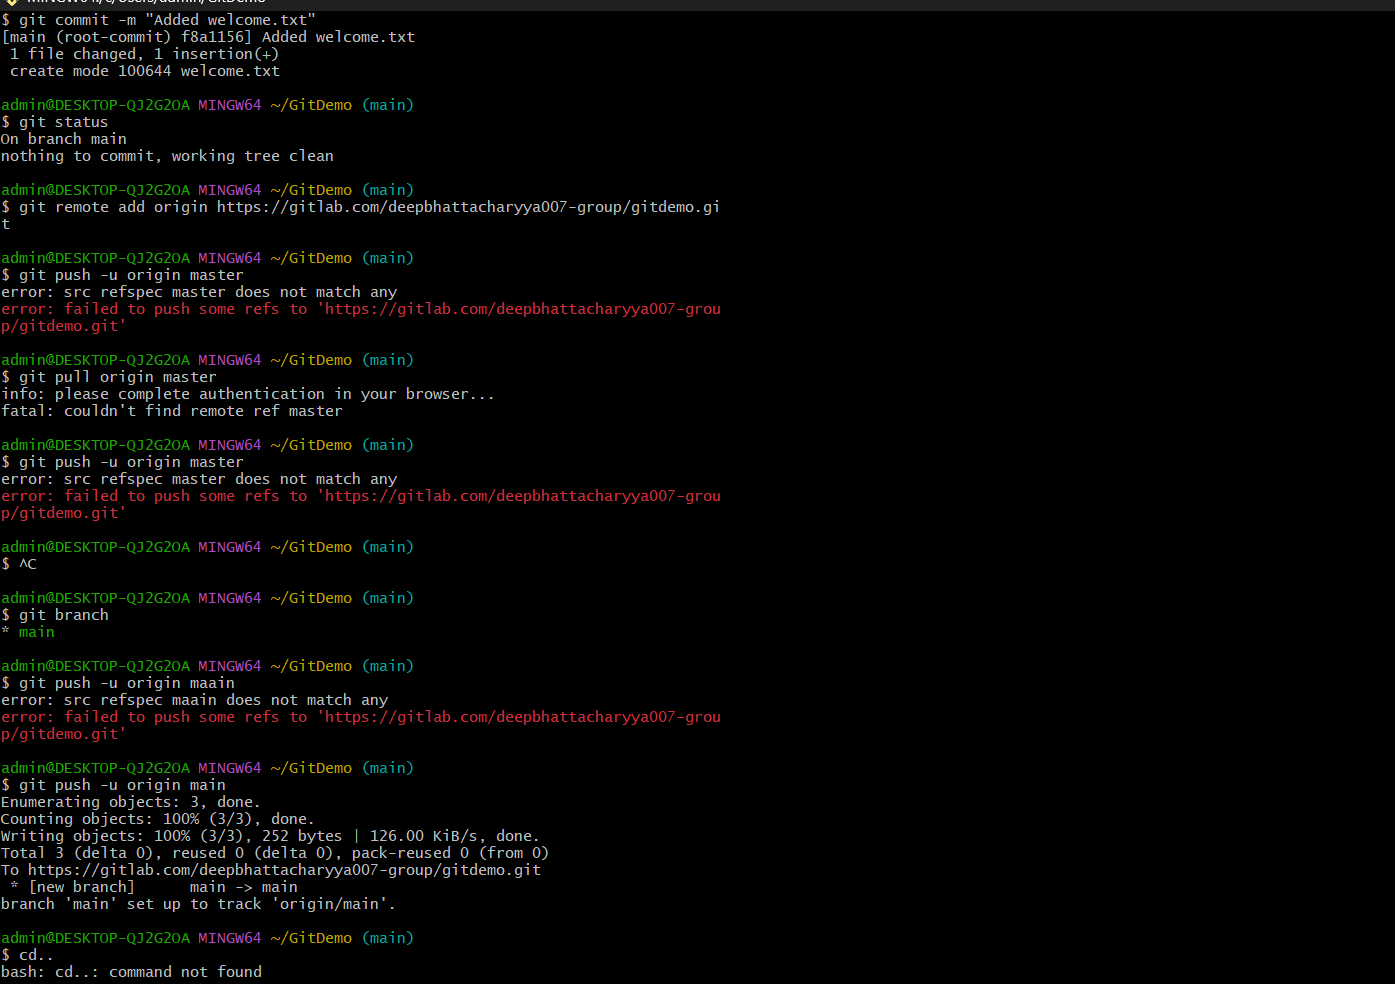 $ git commit -m "Added welcome.txt"
[main (root-commit) f8a1156] Added welcome.txt
 1 file changed, 1 insertion(+)
 create mode 100644 welcome.txt
admin@DESKTOP-QJ2G2OA MINGW64 ~/GitDemo (main)
$ git status
On branch main
nothing to commit, working tree clean
admin@DESKTOP-QJ2G2OA MINGW64 ~/GitDemo (main)
$ git remote add origin https://gitlab.com/deepbhattacharyya007-group/gitdemo.gi
t
admin@DESKTOP-QJ2G2OA MINGW64 ~/GitDemo (main)
$ git push -u origin master
error: src refspec master does not match any
error: failed to push some refs to 'https://gitlab.com/deepbhattacharyya007-grou
p/gitdemo.git'
admin@DESKTOP-QJ2G2OA MINGW64 ~/GitDemo (main)
$ git pull origin master
info: please complete authentication in your browser...
fatal: couldn't find remote ref master
admin@DESKTOP-QJ2G2OA MINGW64 ~/GitDemo (main)
$ git push -u origin master
error: src refspec master does not match any
error: failed to push some refs to 'https://gitlab.com/deepbhattacharyya007-grou
p/gitdemo.git'
admin@DESKTOP-QJ2G2OA MINGW64 ~/GitDemo (main)
$ ^C
admin@DESKTOP-QJ2G2OA MINGW64 ~/GitDemo (main)
$ git branch
* main
admin@DESKTOP-QJ2G2OA MINGW64 ~/GitDemo (main)
$ git push -u origin maain
error: src refspec maain does not match any
error: failed to push some refs to 'https://gitlab.com/deepbhattacharyya007-grou
p/gitdemo.git'
admin@DESKTOP-QJ2G2OA MINGW64 ~/GitDemo (main)
$ git push -u origin main
Enumerating objects: 3, done.
Counting objects: 100% (3/3), done.
Writing objects: 100% (3/3), 252 bytes | 126.00 KiB/s, done.
Total 3 (delta 0), reused 0 (delta 0), pack-reused 0 (from 0)
To https://gitlab.com/deepbhattacharyya007-group/gitdemo.git
 * [new branch]      main -> main
branch 'main' set up to track 'origin/main'.
admin@DESKTOP-QJ2G2OA MINGW64 ~/GitDemo (main)
$ cd..
bash: cd..: command not found